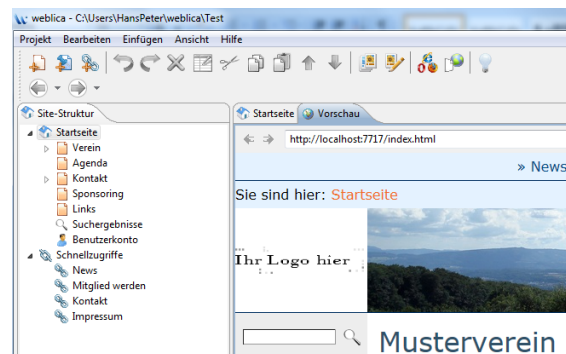 weblica - C:\Users\HansPeter\weblica\Test
Projekt Bearbeiten Einfügen Ansicht Hilfe
Site-Struktur
Startseite
Verein
Agenda
Kontakt
Sponsoring
Links
Suchergebnisse
Benutzerkonto
Schnellzugriffe
News
Mitglied werden
Kontakt
Impressum
Startseite Vorschau
http://localhost:7717/index.html
» News
Sie sind hier: Startseite
Ihr Logo hier
Musterverein